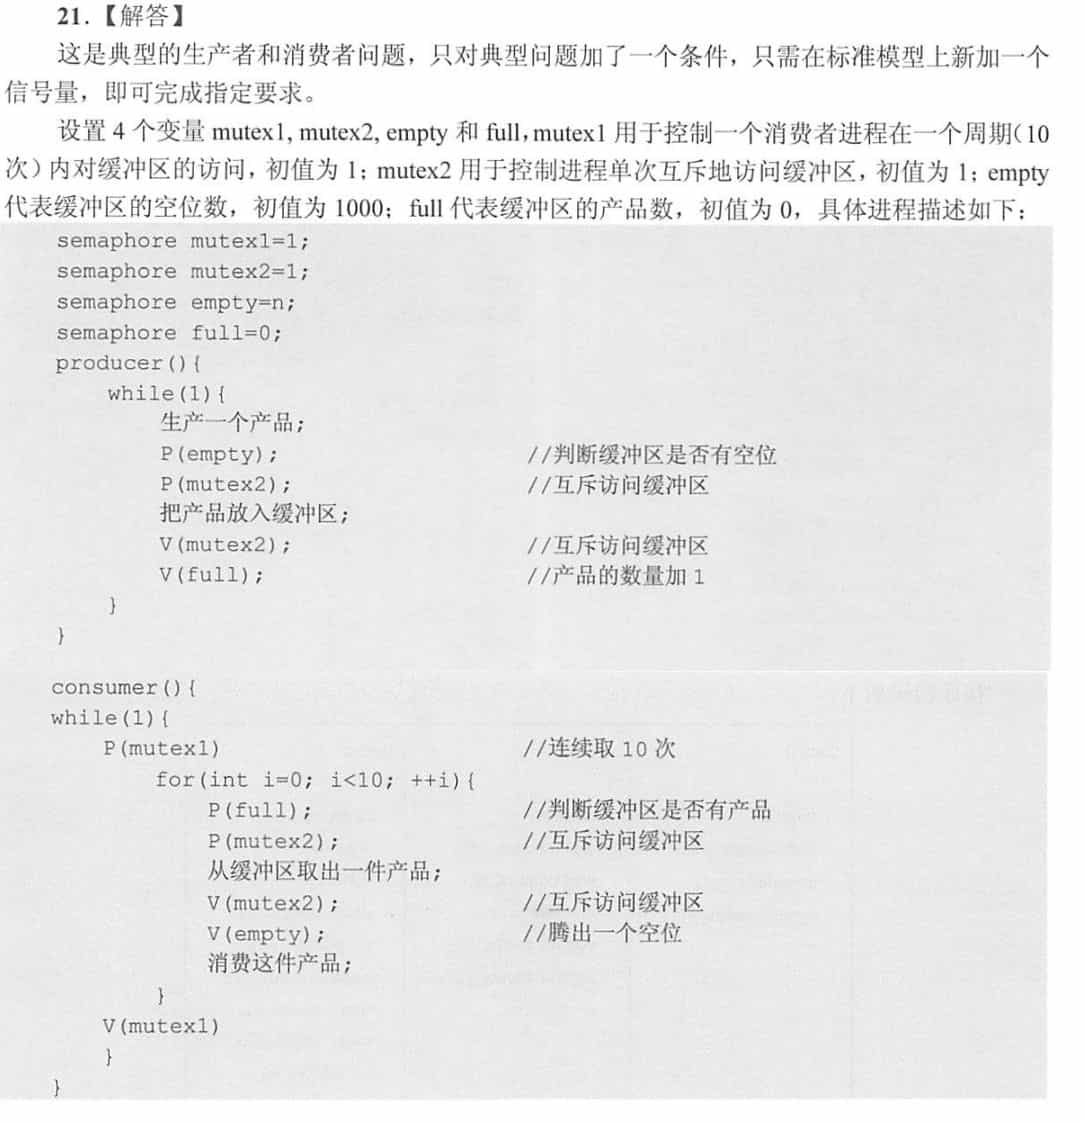 21.【解答】
这是典型的生产者和消费者问题，只对典型问题加了一个条件，只需在标准模型上新加一个
信号量，即可完成指定要求。
设置 4 个变量 mutex1, mutex2, empty 和 full，mutex1 用于控制一个消费者进程在一个周期（10
次）内对缓冲区的访问，初值为 1；mutex2 用于控制进程单次互斥地访问缓冲区，初值为 1；empty
代表缓冲区的空位数，初值为 1000；full 代表缓冲区的产品数，初值为 0，具体进程描述如下：
semaphore mutex1=1;
semaphore mutex2=1;
semaphore empty=n;
semaphore full=0;
producer(){
while(1){
生产一个产品;
P(empty); //判断缓冲区是否有空位
P(mutex2); //互斥访问缓冲区
把产品放入缓冲区;
V(mutex2); //互斥访问缓冲区
V(full); //产品的数量加 1
}
}
consumer(){
while(1){
P(mutex1) //连续取 10 次
for(int i=0; i<10; ++i){
P(full); //判断缓冲区是否有产品
P(mutex2); //互斥访问缓冲区
从缓冲区取出一件产品;
V(mutex2); //互斥访问缓冲区
V(empty); //腾出一个空位
消费这件产品;
}
V(mutex1)
}
}